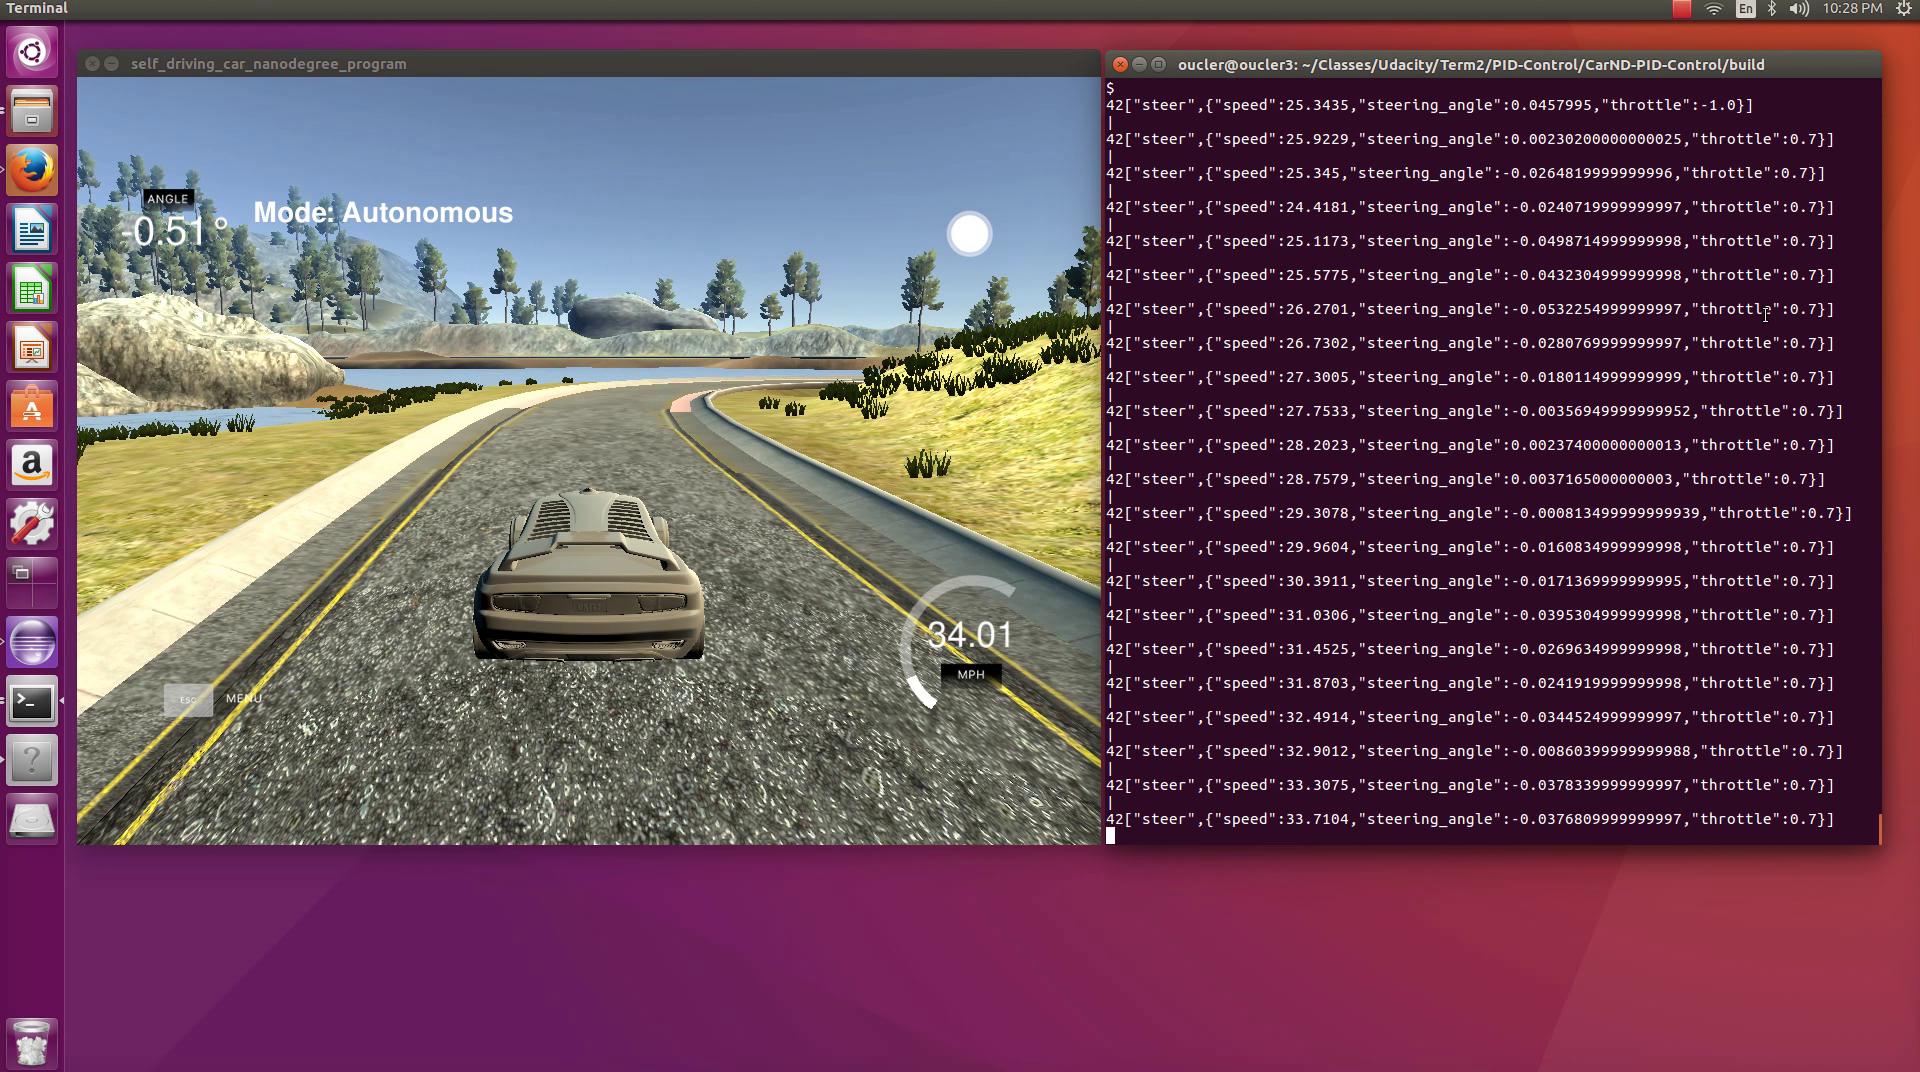 Terminal
En
10:28 PM
self_driving_car_nanodegree_program
ANGLE
-0.51°
Mode: Autonomous
34.01
MPH
ESC
MENU
oucler@oucler3: ~/Classes/Udacity/Term2/PID-Control/CarND-PID-Control/build
$
42["steer",{"speed":25.3435,"steering_angle":0.0457995,"throttle":-1.0}]
|
42["steer",{"speed":25.9229,"steering_angle":0.00230200000000025,"throttle":0.7}]
|
42["steer",{"speed":25.345,"steering_angle":-0.0264819999999996,"throttle":0.7}]
|
42["steer",{"speed":24.4181,"steering_angle":-0.0240719999999997,"throttle":0.7}]
|
42["steer",{"speed":25.1173,"steering_angle":-0.0498714999999998,"throttle":0.7}]
|
42["steer",{"speed":25.5775,"steering_angle":-0.0432304999999998,"throttle":0.7}]
|
42["steer",{"speed":26.2701,"steering_angle":-0.0532254999999997,"throttle":0.7}]
|
42["steer",{"speed":26.7302,"steering_angle":-0.0280769999999997,"throttle":0.7}]
|
42["steer",{"speed":27.3005,"steering_angle":-0.0180114999999999,"throttle":0.7}]
|
42["steer",{"speed":27.7533,"steering_angle":-0.00356949999999952,"throttle":0.7}]
|
42["steer",{"speed":28.2023,"steering_angle":0.00237400000000013,"throttle":0.7}]
|
42["steer",{"speed":28.7579,"steering_angle":0.0037165000000003,"throttle":0.7}]
|
42["steer",{"speed":29.3078,"steering_angle":-0.000813499999999939,"throttle":0.7}]
|
42["steer",{"speed":29.9604,"steering_angle":-0.0160834999999998,"throttle":0.7}]
|
42["steer",{"speed":30.3911,"steering_angle":-0.0171369999999995,"throttle":0.7}]
|
42["steer",{"speed":31.0306,"steering_angle":-0.0395304999999998,"throttle":0.7}]
|
42["steer",{"speed":31.4525,"steering_angle":-0.0269634999999998,"throttle":0.7}]
|
42["steer",{"speed":31.8703,"steering_angle":-0.0241919999999998,"throttle":0.7}]
|
42["steer",{"speed":32.4914,"steering_angle":-0.0344524999999997,"throttle":0.7}]
|
42["steer",{"speed":32.9012,"steering_angle":-0.00860399999999988,"throttle":0.7}]
|
42["steer",{"speed":33.3075,"steering_angle":-0.0378339999999997,"throttle":0.7}]
|
42["steer",{"speed":33.7104,"steering_angle":-0.0376809999999997,"throttle":0.7}]